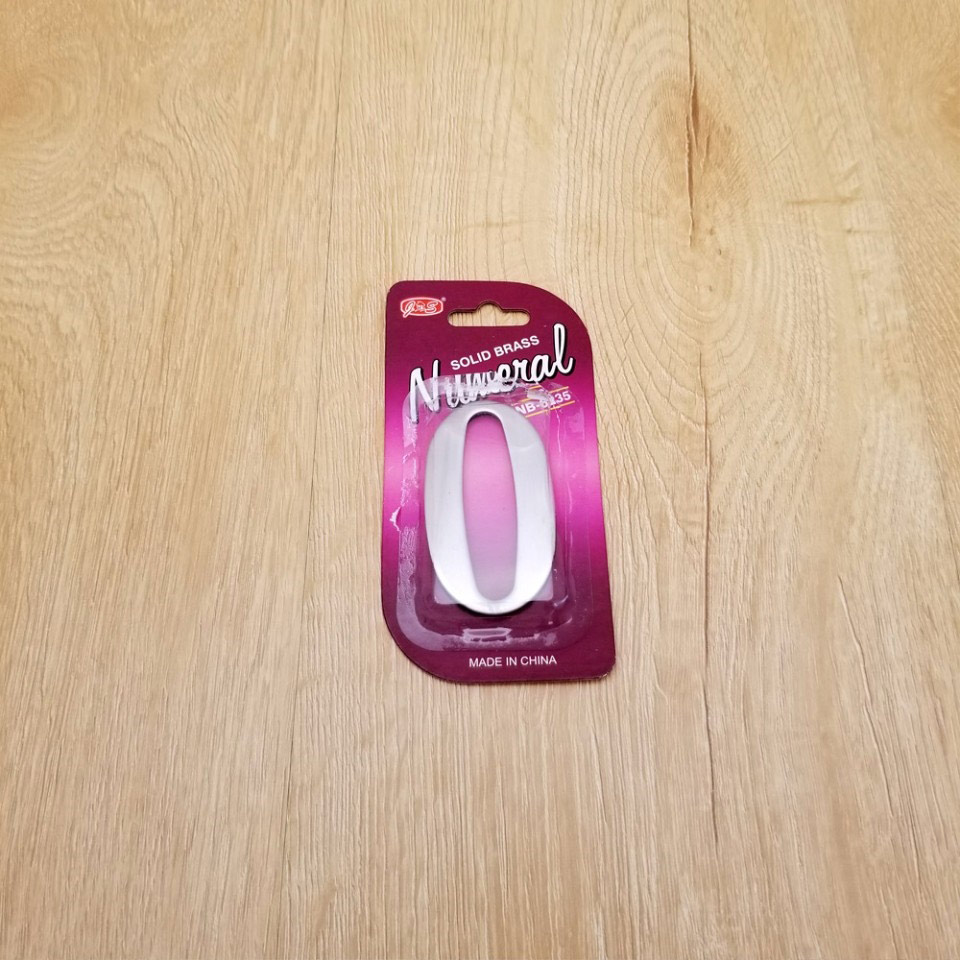 SOLID BRASS
Numeral
0
MADE IN CHINA